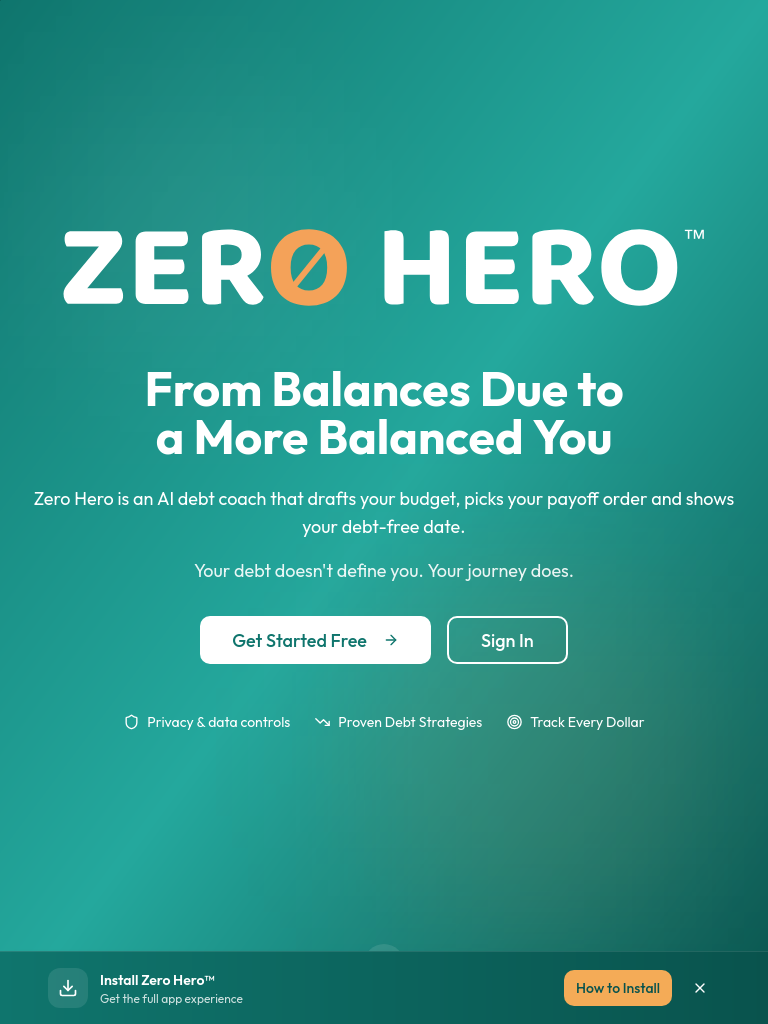 ZERO HERO™
From Balances Due to
a More Balanced You
Zero Hero is an AI debt coach that drafts your budget, picks your payoff order and shows
your debt-free date.
Your debt doesn't define you. Your journey does.
Get Started Free
Sign In
Privacy & data controls
Proven Debt Strategies
Track Every Dollar
Install Zero Hero™
Get the full app experience
How to Install